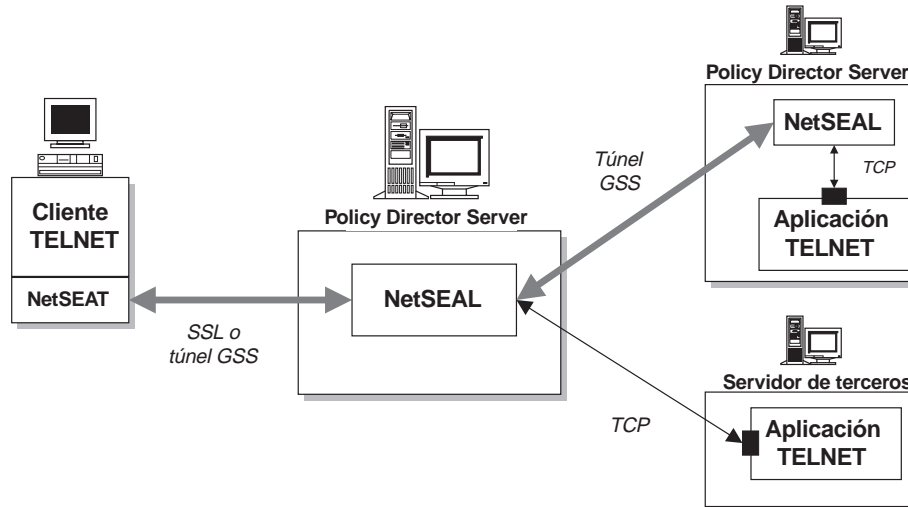 Policy Director Server
NetSEAL
TCP
Aplicación
TELNET
Túnel
GSS
Cliente
TELNET
NetSEAT
SSL o
túnel GSS
Policy Director Server
NetSEAL
TCP
Servidor de terceros
Aplicación
TELNET